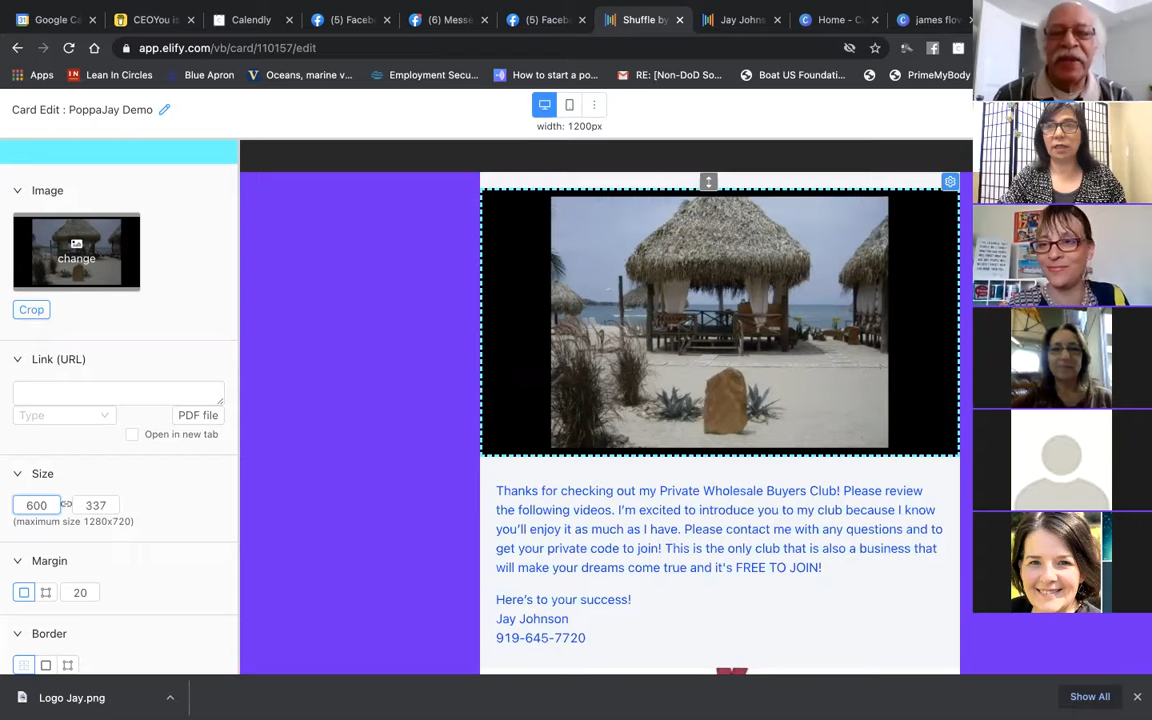 Google Ca
CEOYou is
Calendly
(5) Faceb
(6) Messe
(5) Faceb
Shuffle by
Jay Johns
Home - C
james flov
app.elify.com/vb/card/110157/edit
Apps
Lean In Circles
Blue Apron
Oceans, marine v...
Employment Secu...
How to start a po...
RE: [Non-DoD So...
Boat US Foundati...
PrimeMyBody
Card Edit : PoppaJay Demo
width: 1200px
Image
change
Crop
Link (URL)
Type
PDF file
Open in new tab
Size
600
337
(maximum size 1280x720)
Margin
20
Border
Thanks for checking out my Private Wholesale Buyers Club! Please review
the following videos. I'm excited to introduce you to my club because I know
you'll enjoy it as much as I have. Please contact me with any questions and to
get your private code to join! This is the only club that is also a business that
will make your dreams come true and it's FREE TO JOIN!
Here's to your success!
Jay Johnson
919-645-7720
Logo Jay.png
Show All